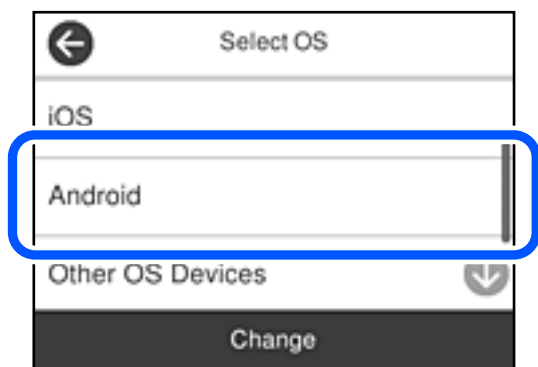 Select OS
iOS
Android
Other OS Devices
Change